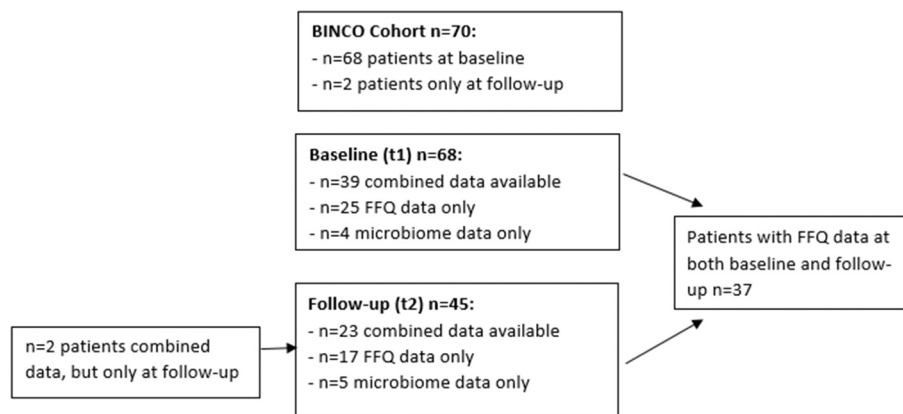 BINCO Cohort n=70:
- n=68 patients at baseline
- n=2 patients only at follow-up
Baseline (t1) n=68:
- n=39 combined data available
- n=25 FFQ data only
- n=4 microbiome data only
Patients with FFQ data at
both baseline and follow-
up n=37
Follow-up (t2) n=45:
- n=23 combined data available
- n=17 FFQ data only
- n=5 microbiome data only
n=2 patients combined
data, but only at follow-up